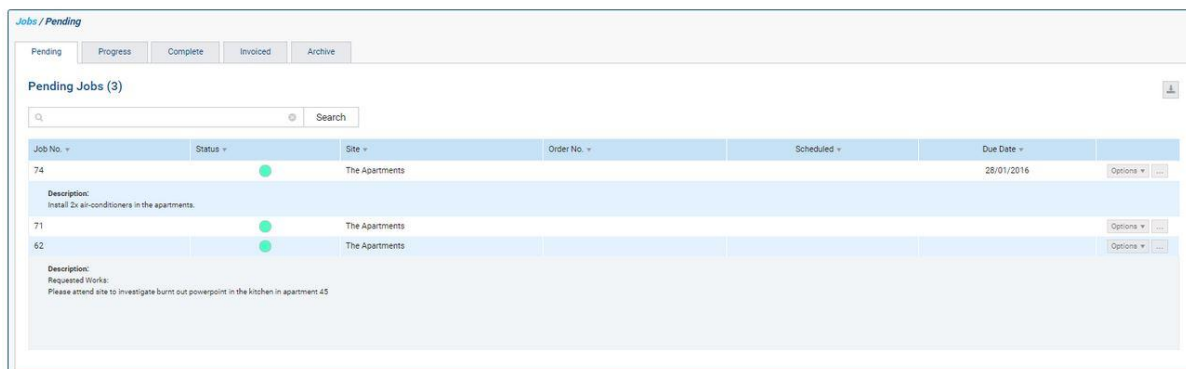 Jobs / Pending
Pending Progress Complete Invoiced Archive
Pending Jobs (3)
Search
Job No. Status Site Order No. Scheduled Due Date
74 The Apartments 28/01/2016 Options ...
Description:
Install 2x air-conditioners in the apartments.
71 The Apartments Options ...
62 The Apartments Options ...
Description:
Requested Works:
Please attend site to investigate burnt out powerpoint in the kitchen in apartment 45